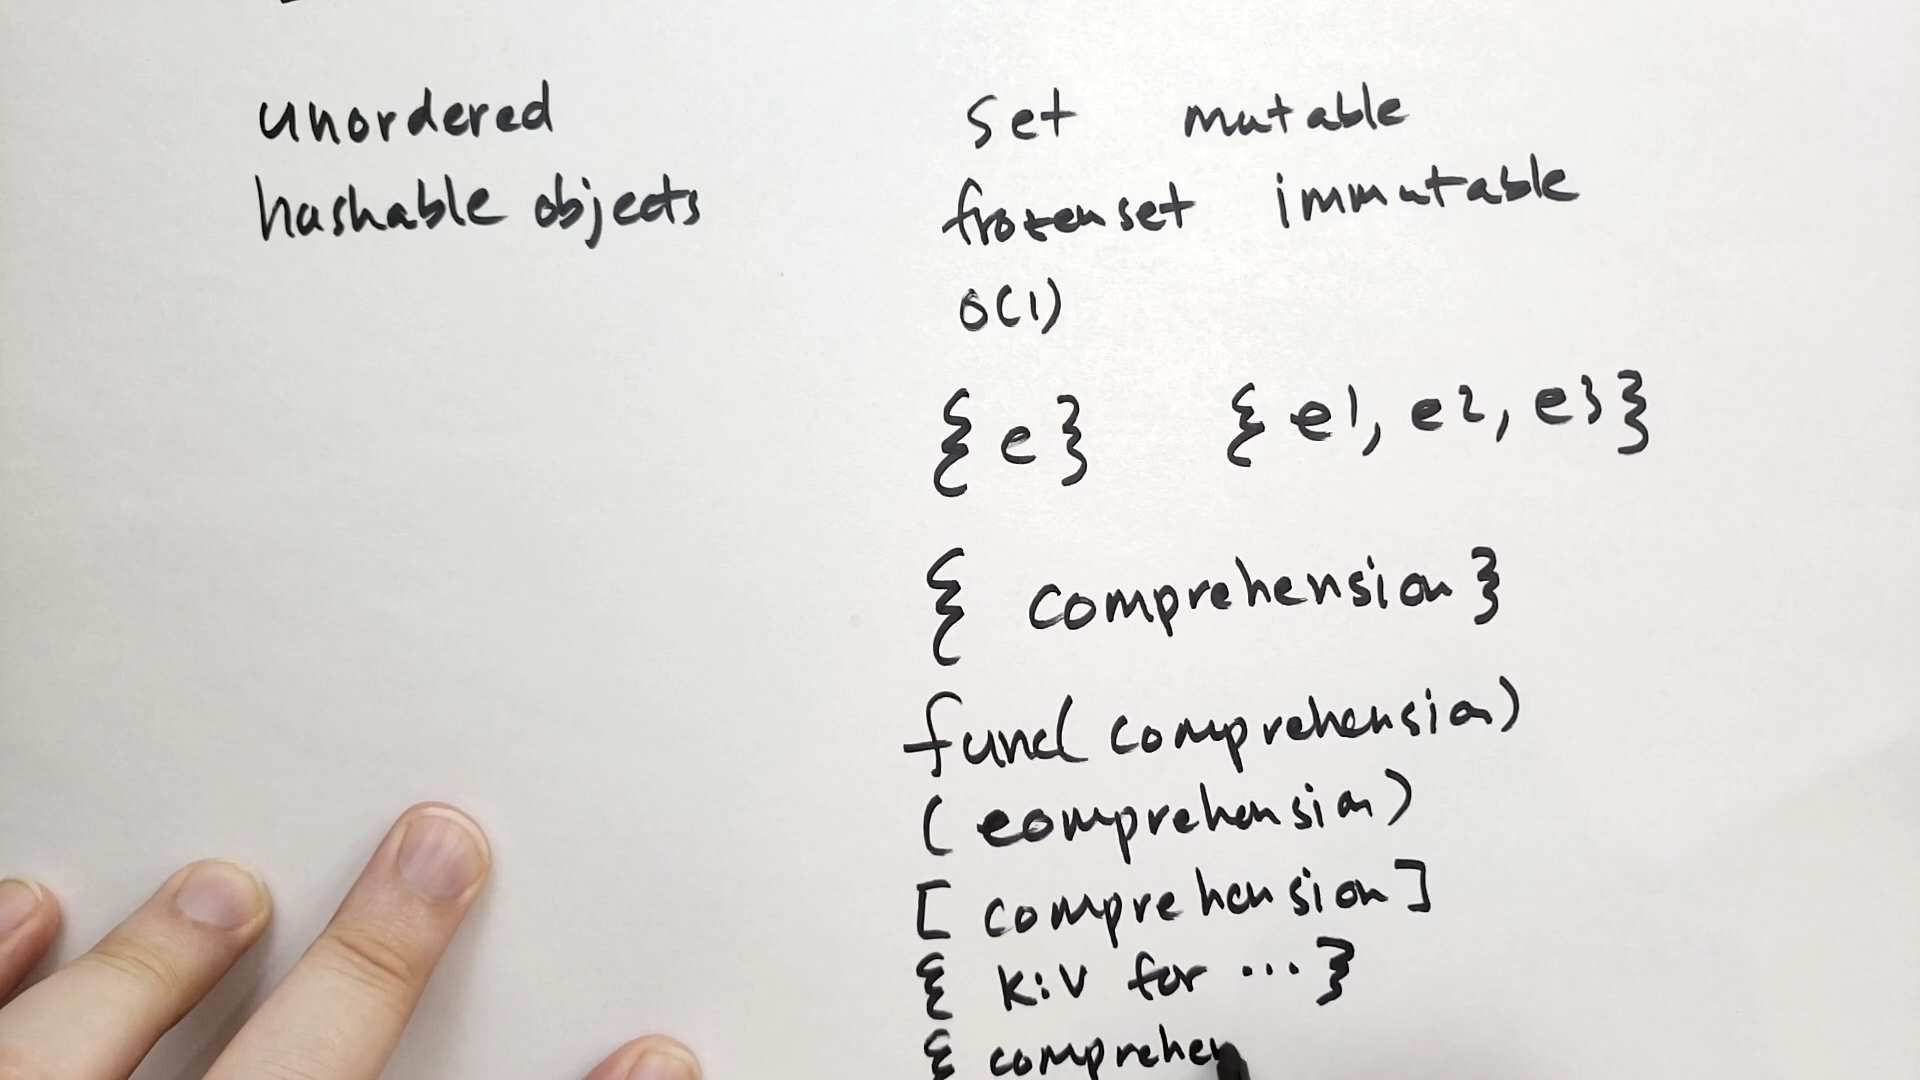 unordered
hashable objects
set mutable
frozenset immutable
O(1)
{e} {e1, e2, e3}
{ comprehension }
func( comprehension)
( comprehension)
[ comprehension ]
{ k:v for ... }
{ comprehen